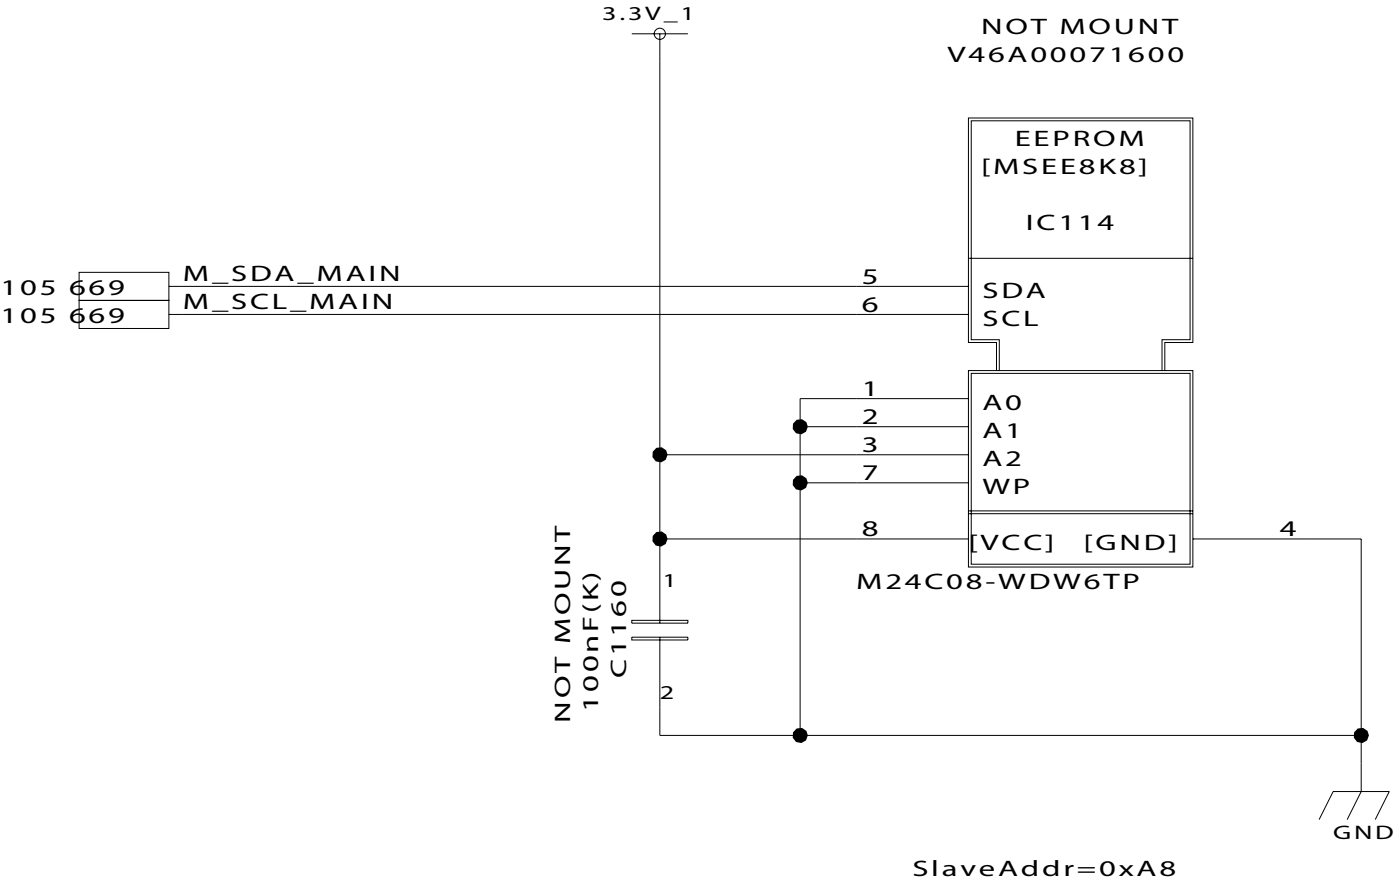 3.3V_1
NOT MOUNT
V46A00071600
EEPROM
[MSEE8K8]
IC114
105 669
M_SDA_MAIN
5
SDA
105 669
M_SCL_MAIN
6
SCL
1
A0
2
A1
3
A2
7
WP
8
[VCC]
[GND]
4
M24C08-WDW6TP
NOT MOUNT
100nF(K)
C1160
1
2
GND
SlaveAddr=0xA8